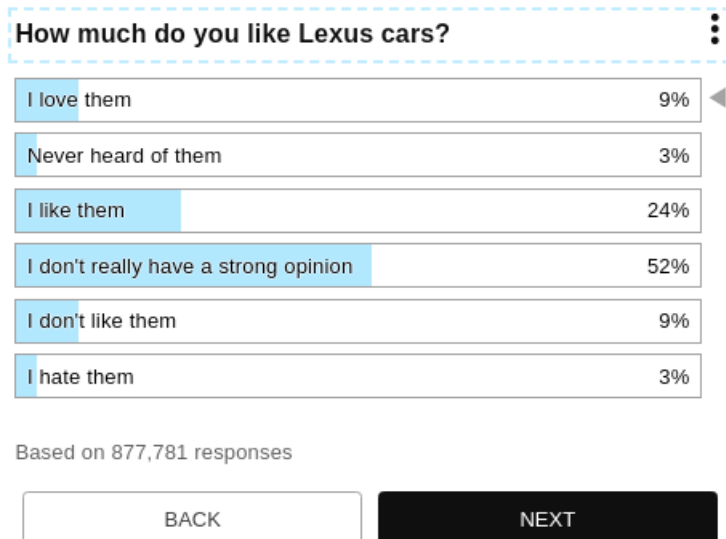 How much do you like Lexus cars?
I love them 9%
Never heard of them 3%
I like them 24%
I don't really have a strong opinion 52%
I don't like them 9%
I hate them 3%
Based on 877,781 responses
BACK NEXT